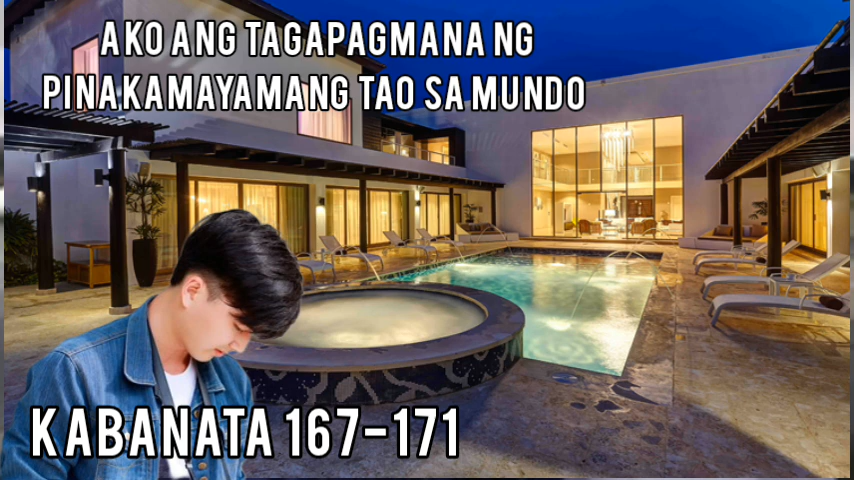 AKO ANG TAGAPAGMANA NG
PINAKAMAYAMANG TAO SA MUNDO
KABANATA 167-171